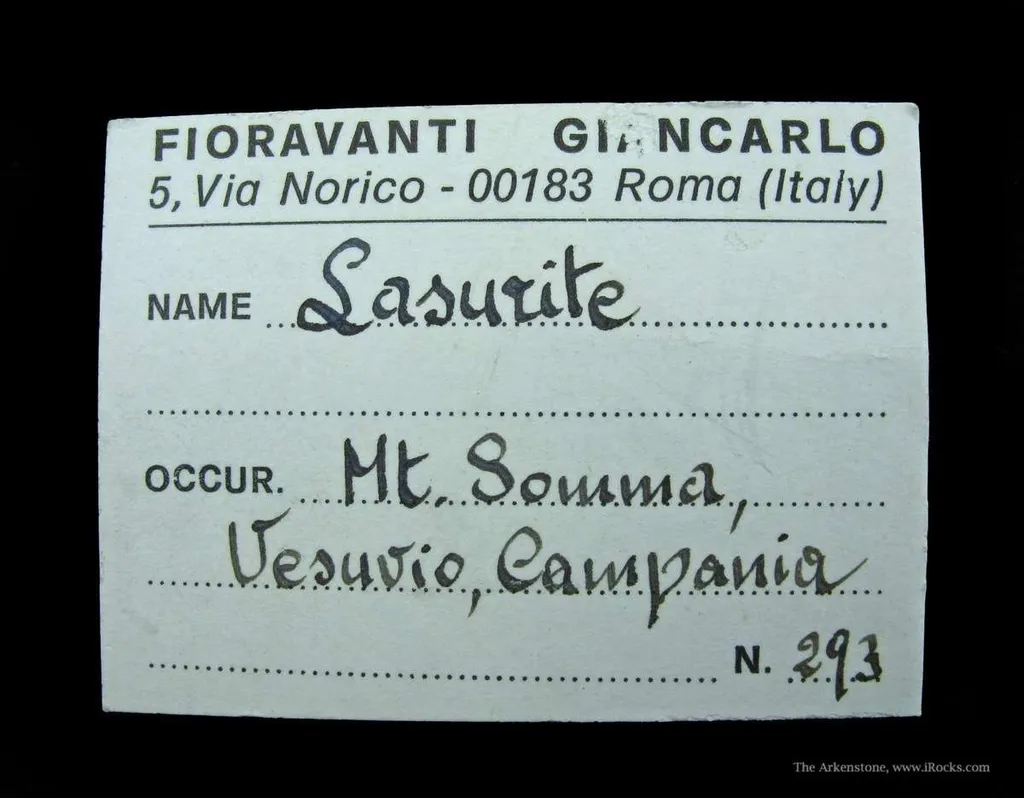 FIORAVANTI GIANCARLO
5, Via Norico - 00183 Roma (Italy)
NAME Lasurite
OCCUR. Mt. Somma,
Vesuvio, Campania
N. 293
The Arkenstone, www.iRocks.com